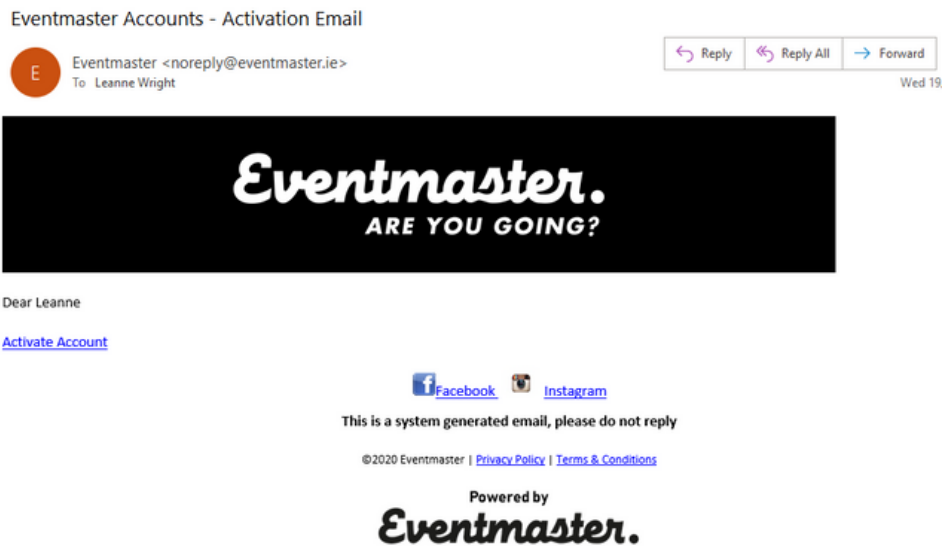 Eventmaster Accounts - Activation Email
E
Eventmaster <noreply@eventmaster.ie>
To Leanne Wright
Reply Reply All Forward
Wed 19
Eventmaster.
ARE YOU GOING?
Dear Leanne
Activate Account
Facebook Instagram
This is a system generated email, please do not reply
©2020 Eventmaster | Privacy Policy | Terms & Conditions
Powered by
Eventmaster.